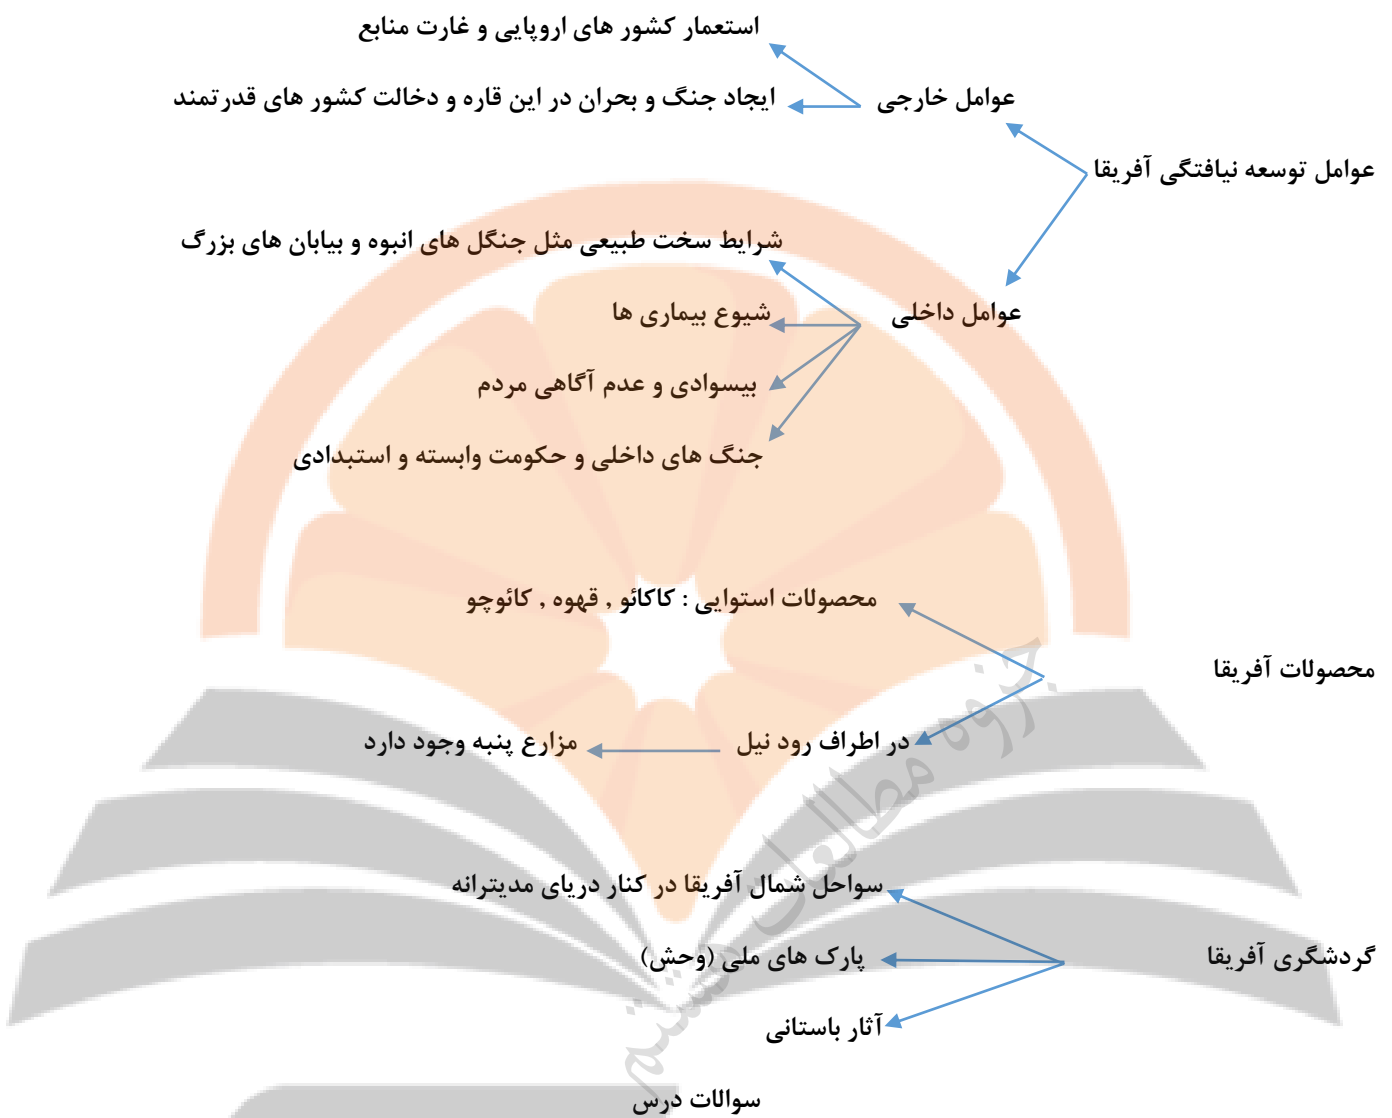 استعمار کشور های اروپایی و غارت منابع
عوامل خارجی
ایجاد جنگ و بحران در این قاره و دخالت کشور های قدرتمند
عوامل توسعه نیافتگی آفریقا
شرایط سخت طبیعی مثل جنگل های انبوه و بیابان های بزرگ
عوامل داخلی
شیوع بیماری ها
بیسوادی و عدم آگاهی مردم
جنگ های داخلی و حکومت وابسته و استبدادی
محصولات استوایی : کاکائو , قهوه , کائوچو
محصولات آفریقا
در اطراف رود نیل
مزارع پنبه وجود دارد
سواحل شمال آفریقا در کنار دریای مدیترانه
گردشگری آفریقا
پارک های ملی (وحش)
آثار باستانی
سوالات درس
جزوه مطالعات هشتم